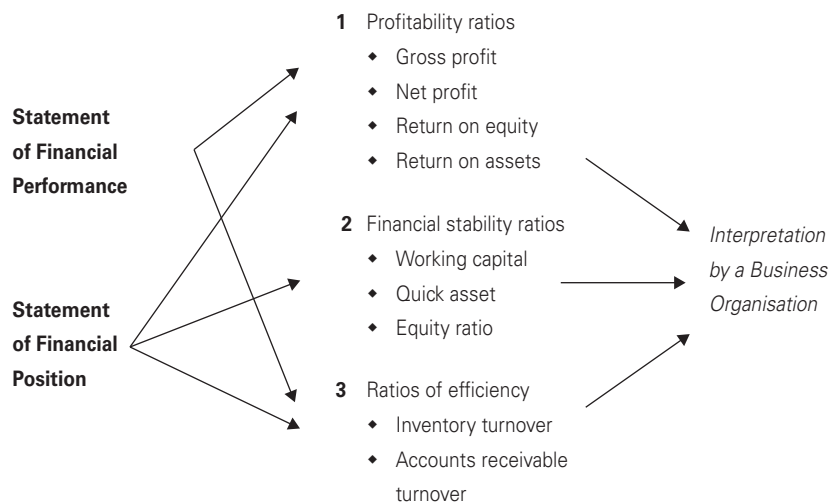 Statement
of Financial
Performance
Statement
of Financial
Position
1 Profitability ratios
◆ Gross profit
◆ Net profit
◆ Return on equity
◆ Return on assets
2 Financial stability ratios
◆ Working capital
◆ Quick asset
◆ Equity ratio
3 Ratios of efficiency
◆ Inventory turnover
◆ Accounts receivable
turnover
Interpretation
by a Business
Organisation